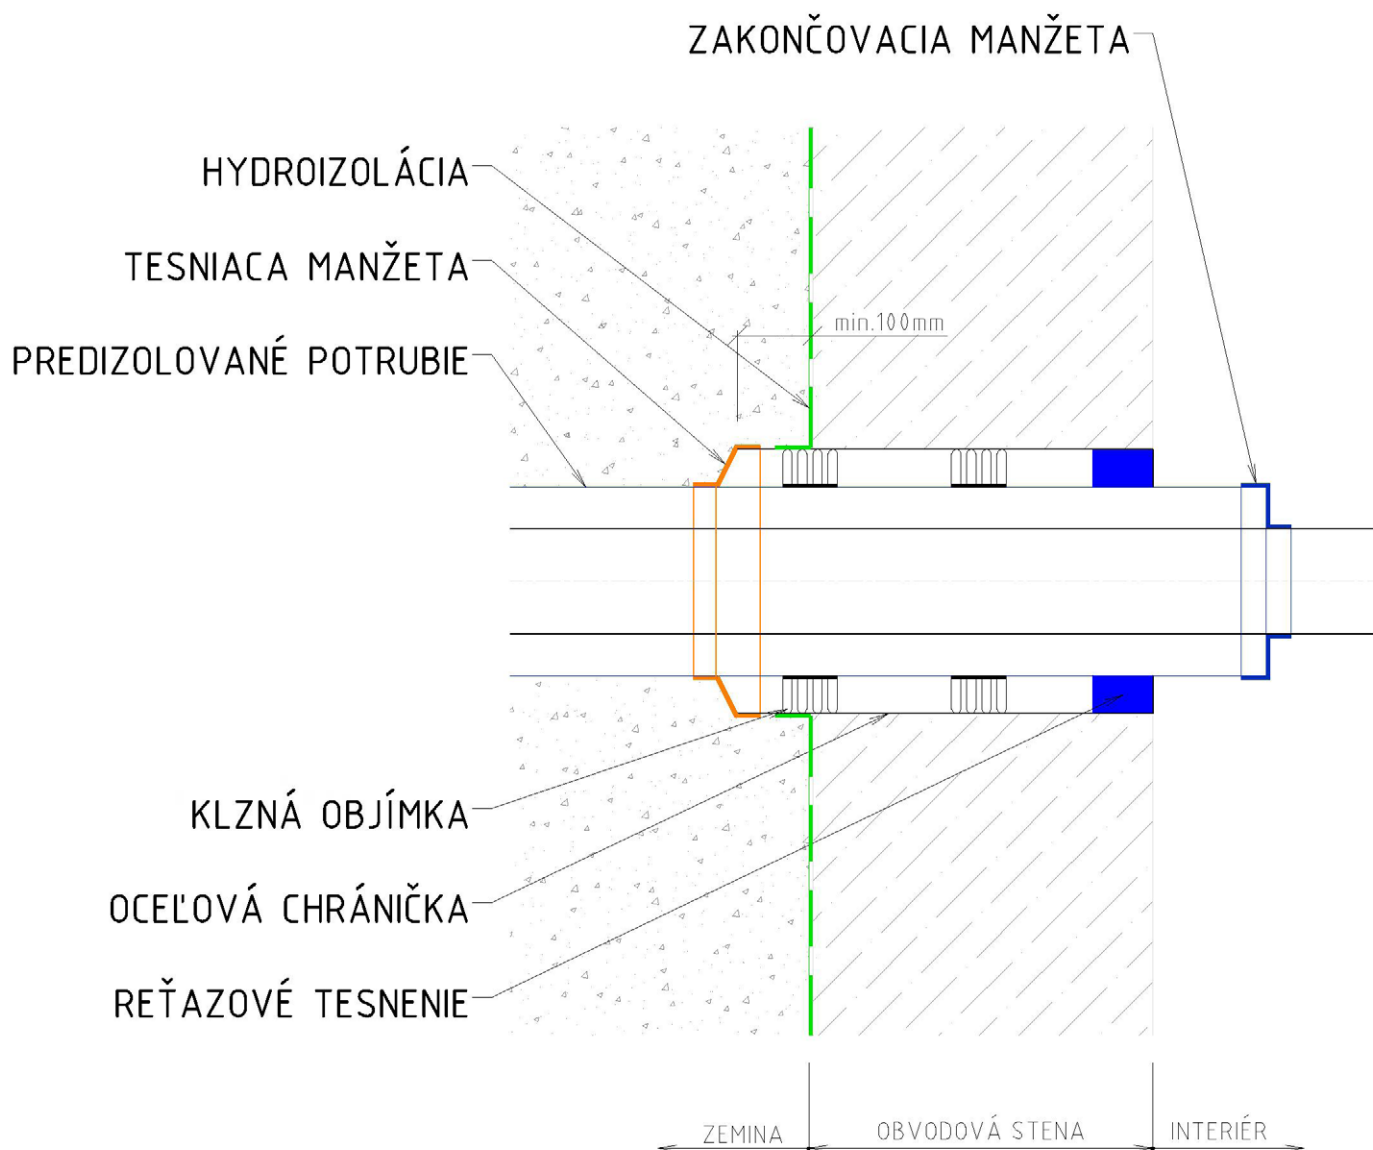 ZAKONČOVACIA MANŽETA
HYDROIZOLÁCIA
TESNIACA MANŽETA
min.100mm
PREDIZOLOVANÉ POTRUBIE
KLZNÁ OBJÍMKA
OCEĽOVÁ CHRÁNIČKA
REŤAZOVÉ TESNENIE
ZEMINA
OBVODOVÁ STENA
INTERIÉR